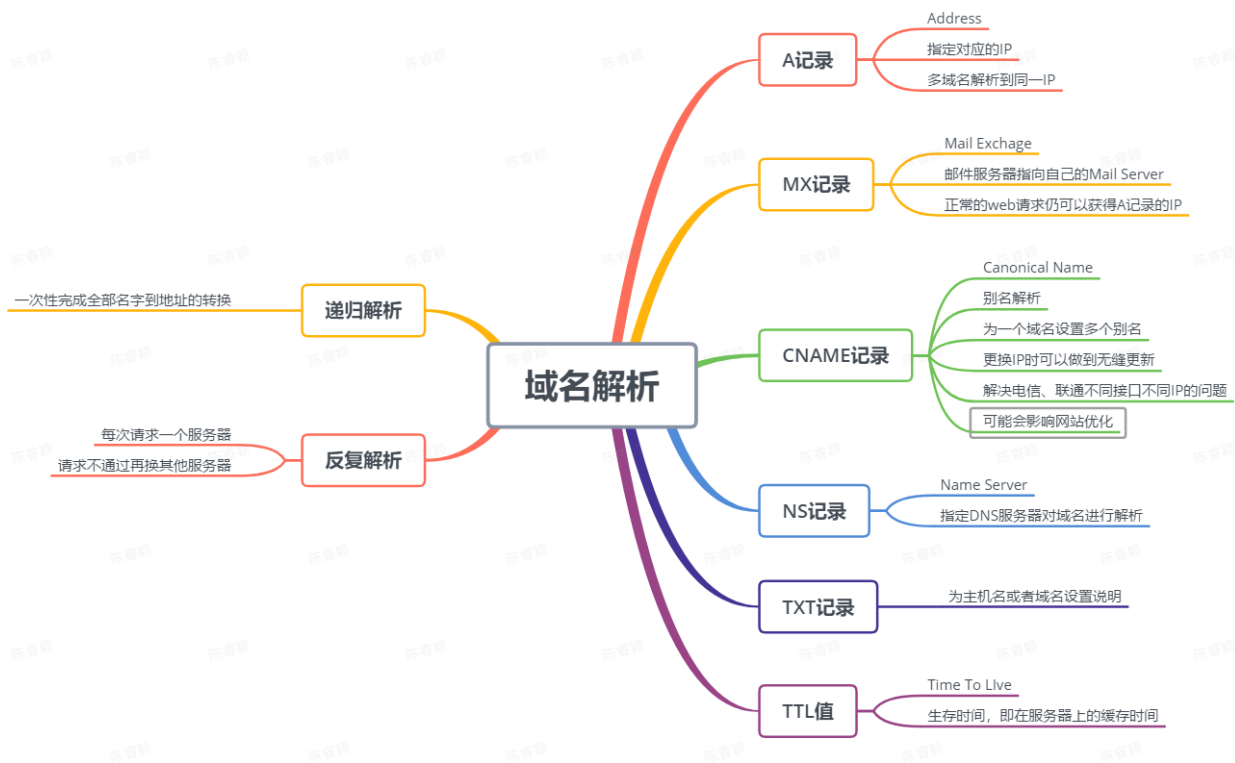 域名解析
A记录
Address
指定对应的IP
多域名解析到同一IP
MX记录
Mail Exchage
邮件服务器指向自己的Mail Server
正常的web请求仍可以获得A记录的IP
CNAME记录
Canonical Name
别名解析
为一个域名设置多个别名
更换IP时可以做到无缝更新
解决电信、联通不同接口不同IP的问题
可能会影响网站优化
NS记录
Name Server
指定DNS服务器对域名进行解析
TXT记录
为主机名或者域名设置说明
TTL值
Time To LIve
生存时间，即在服务器上的缓存时间
递归解析
一次性完成全部名字到地址的转换
反复解析
每次请求一个服务器
请求不通过再换其他服务器
陈睿颖